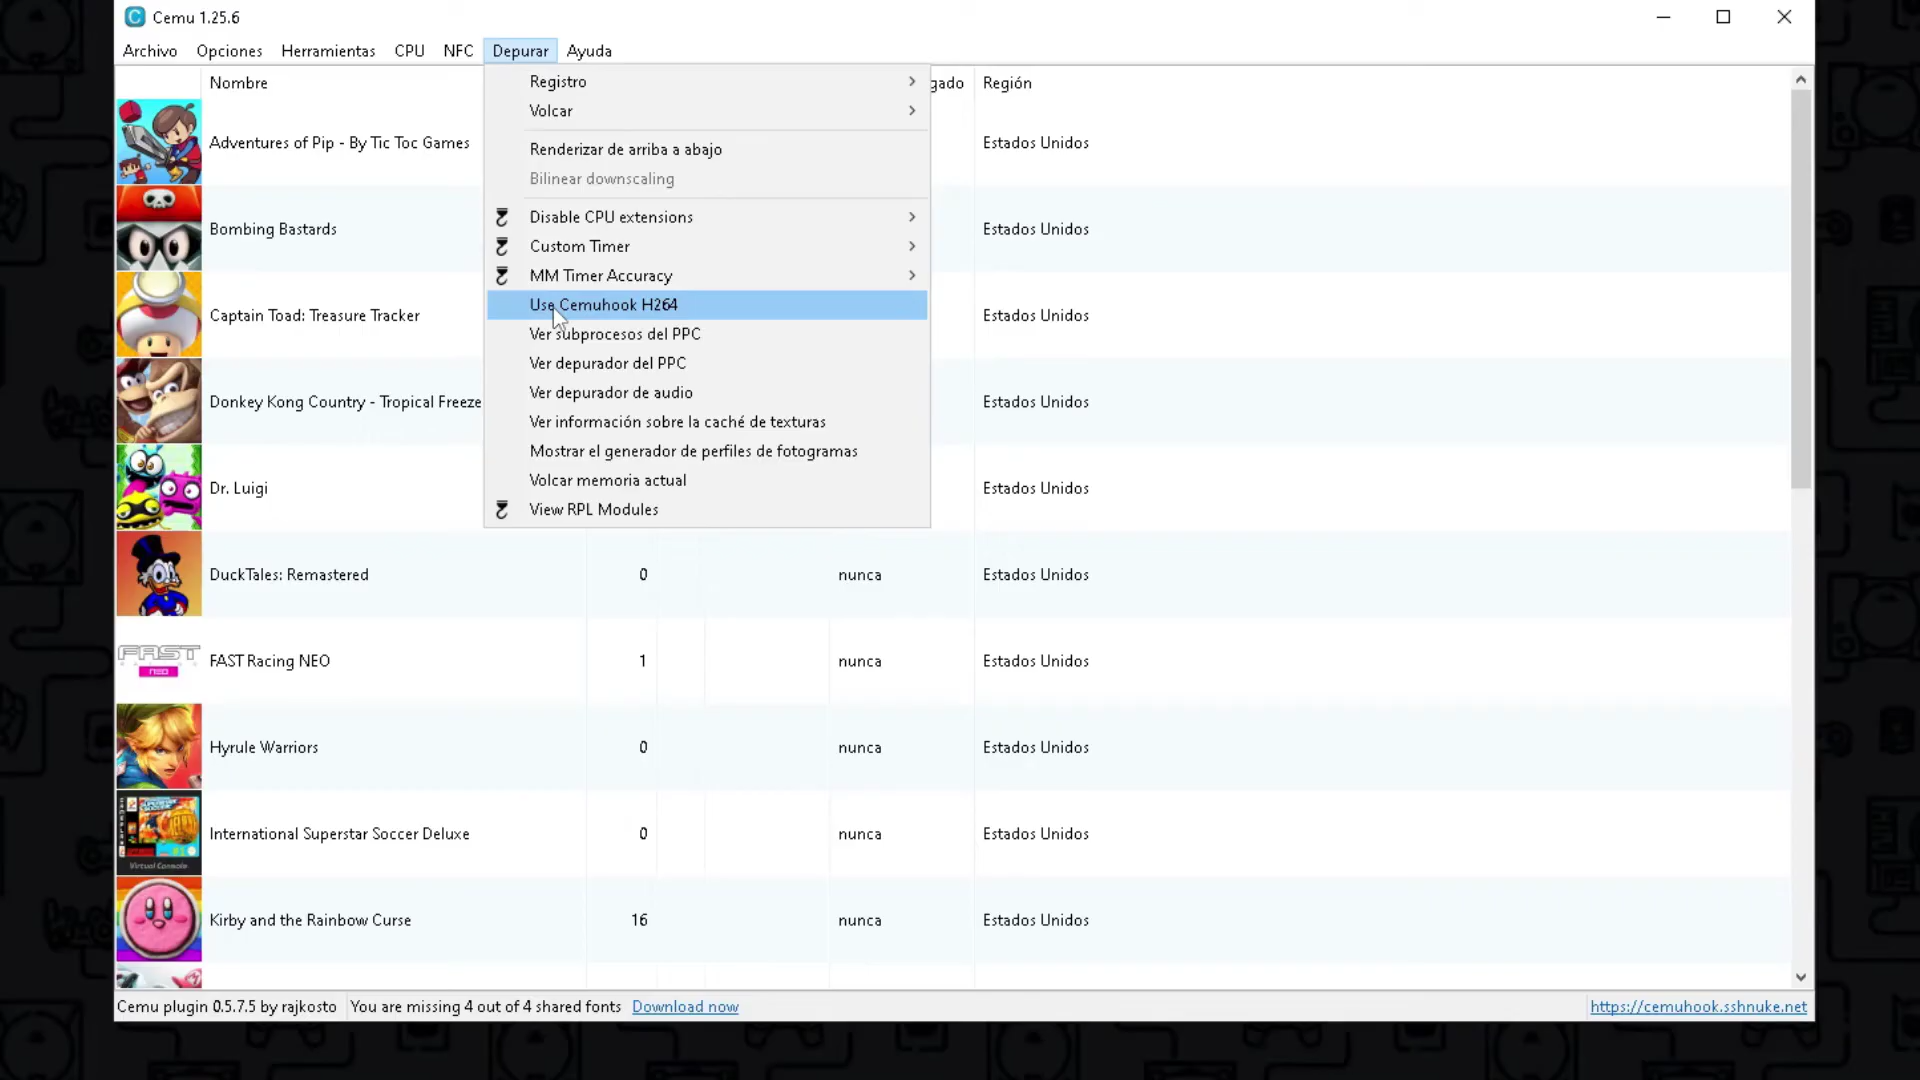 Cemu 1.25.6
Archivo Opciones Herramientas CPU NFC Depurar Ayuda
Nombre gado Región
Registro
Volcar
Renderizar de arriba a abajo
Bilinear downscaling
Disable CPU extensions
Custom Timer
MM Timer Accuracy
Use Cemuhook H264
Ver subprocesos del PPC
Ver depurador del PPC
Ver depurador de audio
Ver información sobre la caché de texturas
Mostrar el generador de perfiles de fotogramas
Volcar memoria actual
View RPL Modules
Adventures of Pip - By Tic Toc Games Estados Unidos
Bombing Bastards Estados Unidos
Captain Toad: Treasure Tracker Estados Unidos
Donkey Kong Country - Tropical Freeze Estados Unidos
Dr. Luigi Estados Unidos
DuckTales: Remastered 0 nunca Estados Unidos
FAST NEO FAST Racing NEO 1 nunca Estados Unidos
Hyrule Warriors 0 nunca Estados Unidos
Virtual Console International Superstar Soccer Deluxe 0 nunca Estados Unidos
Kirby and the Rainbow Curse 16 nunca Estados Unidos
Cemu plugin 0.5.7.5 by rajkosto You are missing 4 out of 4 shared fonts Download now https://cemuhook.sshnuke.net